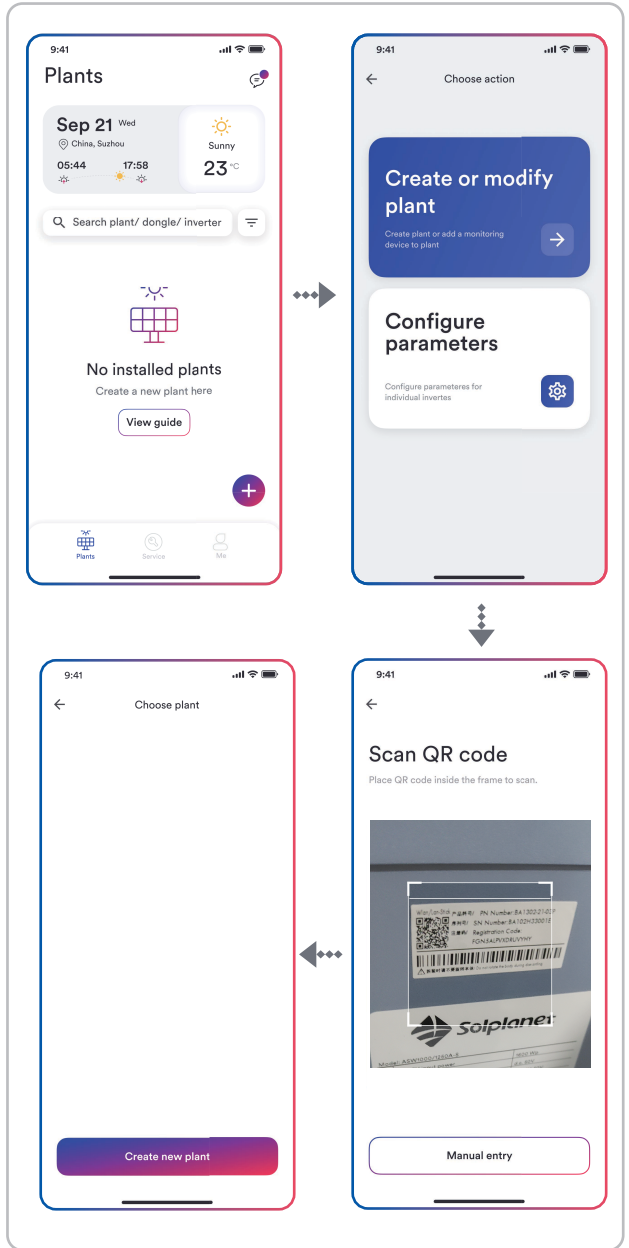 9:41
Plants
Sep 21 Wed
China, Suzhou
05:44 17:58
Sunny
23 °C
Search plant/ dongle/ inverter
No installed plants
Create a new plant here
View guide
Plants Service Me
9:41
Choose action
Create or modify
plant
Create plant or add a monitoring
device to plant
Configure
parameters
Configure parameteres for
individual invertes
9:41
Scan QR code
Place QR code inside the frame to scan.
PN Number:
SN Number:
Registration Code
Solplanet
Manual entry
9:41
Choose plant
Create new plant